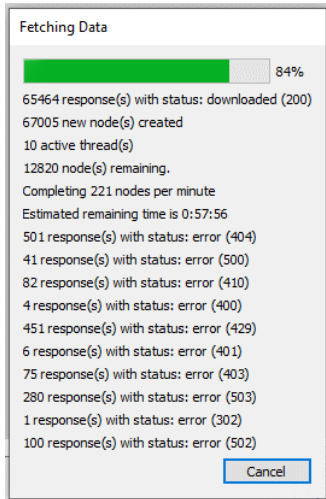 Fetching Data
84%
65464 response(s) with status: downloaded (200)
67005 new node(s) created
10 active thread(s)
12820 node(s) remaining.
Completing 221 nodes per minute
Estimated remaining time is 0:57:56
501 response(s) with status: error (404)
41 response(s) with status: error (500)
82 response(s) with status: error (410)
4 response(s) with status: error (400)
451 response(s) with status: error (429)
6 response(s) with status: error (401)
75 response(s) with status: error (403)
280 response(s) with status: error (503)
1 response(s) with status: error (302)
100 response(s) with status: error (502)
Cancel